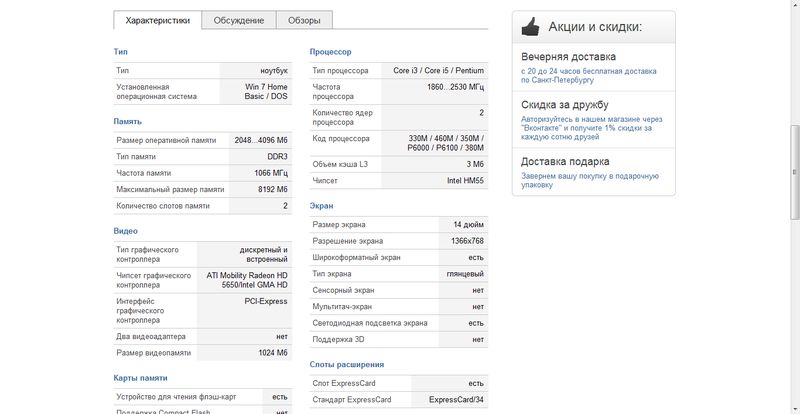 Характеристики
Обсуждение
Обзоры
Тип
Тип ноутбук
Установленная Win 7 Home
операционная система Basic / DOS
Память
Размер оперативной памяти 2048...4096 Мб
Тип памяти DDR3
Частота памяти 1066 МГц
Максимальный размер памяти 8192 Мб
Количество слотов памяти 2
Видео
Тип графического дискретный и
контроллера встроенный
Чипсет графического ATI Mobility Radeon HD
контроллера 5650/Intel GMA HD
Интерфейс PCI-Express
графического
контроллера
Два видеоадаптера нет
Размер видеопамяти 1024 Мб
Карты памяти
Устройство для чтения флэш-карт есть
Поддержка Compact Flash нет
Процессор
Тип процессора Core i3 / Core i5 / Pentium
Частота 1860...2530 МГц
процессора
Количество ядер 2
процессора
Код процессора 330M / 460M / 350M /
P6000 / P6100 / 380M
Объем кэша L3 3 Мб
Чипсет Intel HM55
Экран
Размер экрана 14 дюйм
Разрешение экрана 1366x768
Широкоформатный экран есть
Тип экрана глянцевый
Сенсорный экран нет
Мультитач-экран нет
Светодиодная подсветка экрана есть
Поддержка 3D нет
Слоты расширения
Слот ExpressCard есть
Стандарт ExpressCard ExpressCard/34
Акции и скидки:
Вечерняя доставка
с 20 до 24 часов бесплатная доставка
по Санкт-Петербургу
Скидка за дружбу
Авторизуйтесь в нашем магазине через
"Вконтакте" и получите 1% скидки за
каждую сотню друзей
Доставка подарка
Завернем вашу покупку в подарочную
упаковку